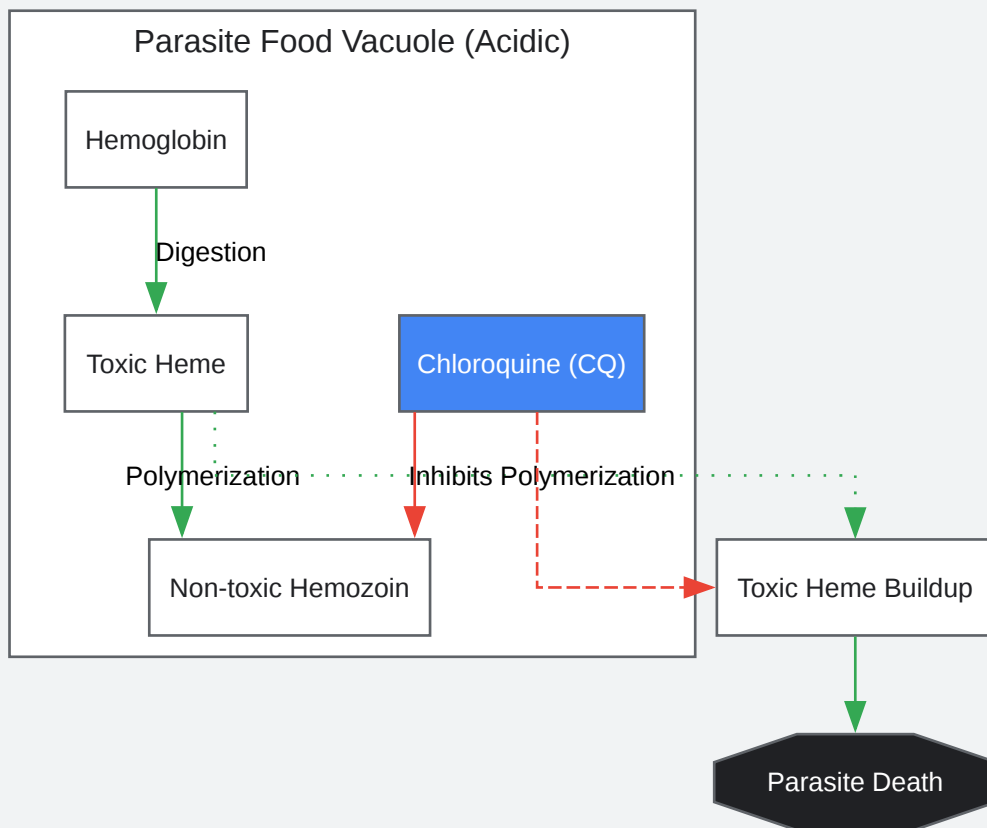 Parasite Food Vacuole (Acidic)
Hemoglobin
Digestion
Toxic Heme
Chloroquine (CQ)
Polymerization
Inhibits Polymerization
Non-toxic Hemozoin
Toxic Heme Buildup
Parasite Death